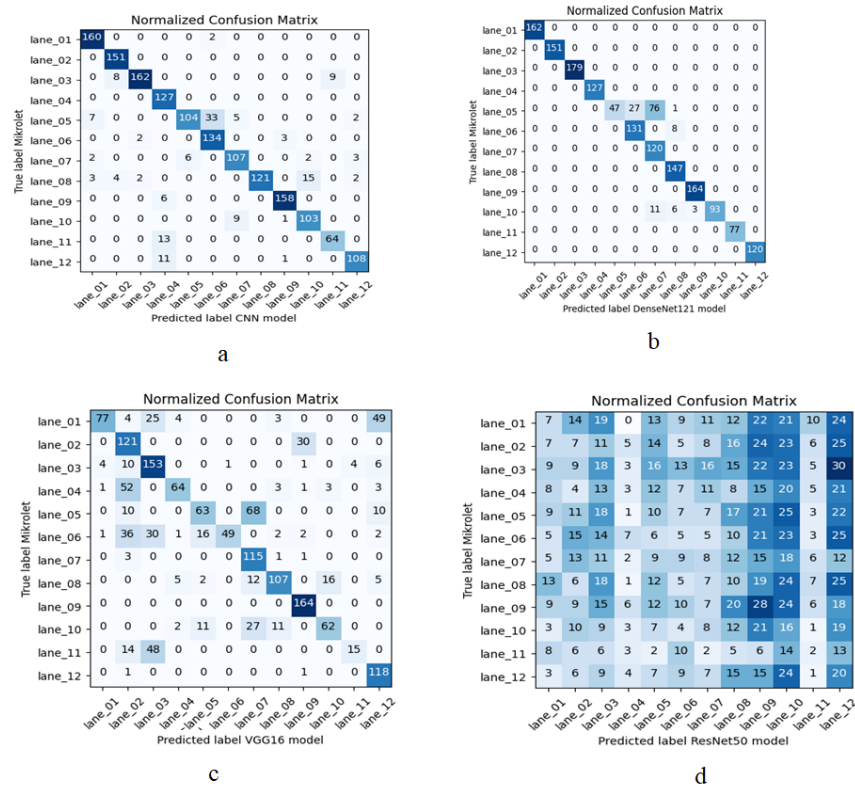 Normalized Confusion Matrix
True label Mikrolet
lane_01 160 0 0 0 0 2 0 0 0 0 0 0
lane_02 0 151 0 0 0 0 0 0 0 0 0 0
lane_03 0 8 162 0 0 0 0 0 0 0 9 0
lane_04 0 0 0 127 0 0 0 0 0 0 0 0
lane_05 7 0 0 0 104 33 5 0 0 0 0 2
lane_06 0 0 2 0 0 134 0 0 3 0 0 0
lane_07 2 0 0 0 6 0 107 0 0 2 0 3
lane_08 3 4 2 0 0 0 0 121 0 15 0 2
lane_09 0 0 0 6 0 0 0 0 158 0 0 0
lane_10 0 0 0 0 0 0 9 0 1 103 0 0
lane_11 0 0 0 13 0 0 0 0 0 0 64 0
lane_12 0 0 0 11 0 0 0 0 1 0 0 108
lane_01 lane_02 lane_03 lane_04 lane_05 lane_06 lane_07 lane_08 lane_09 lane_10 lane_11 lane_12
Predicted label CNN model
a
Normalized Confusion Matrix
True label Mikrolet
lane_01 162 0 0 0 0 0 0 0 0 0 0 0
lane_02 0 151 0 0 0 0 0 0 0 0 0 0
lane_03 0 0 179 0 0 0 0 0 0 0 0 0
lane_04 0 0 0 127 0 0 0 0 0 0 0 0
lane_05 0 0 0 0 47 27 76 1 0 0 0 0
lane_06 0 0 0 0 0 131 0 8 0 0 0 0
lane_07 0 0 0 0 0 0 120 0 0 0 0 0
lane_08 0 0 0 0 0 0 0 147 0 0 0 0
lane_09 0 0 0 0 0 0 0 0 164 0 0 0
lane_10 0 0 0 0 0 0 11 6 3 93 0 0
lane_11 0 0 0 0 0 0 0 0 0 0 77 0
lane_12 0 0 0 0 0 0 0 0 0 0 0 120
lane_01 lane_02 lane_03 lane_04 lane_05 lane_06 lane_07 lane_08 lane_09 lane_10 lane_11 lane_12
Predicted label DenseNet121 model
b
Normalized Confusion Matrix
True label Mikrolet
lane_01 77 4 25 4 0 0 0 3 0 0 0 49
lane_02 0 121 0 0 0 0 0 0 30 0 0 0
lane_03 4 10 153 0 0 1 0 0 1 0 4 6
lane_04 1 52 0 64 0 0 0 3 1 3 0 3
lane_05 0 10 0 0 63 0 68 0 0 0 0 10
lane_06 1 36 30 1 16 49 0 2 2 0 0 2
lane_07 0 3 0 0 0 0 115 1 1 0 0 0
lane_08 0 0 0 5 2 0 12 107 0 16 0 5
lane_09 0 0 0 0 0 0 0 0 164 0 0 0
lane_10 0 0 0 2 11 0 27 11 0 62 0 0
lane_11 0 14 48 0 0 0 0 0 0 0 15 0
lane_12 0 1 0 0 0 0 0 0 1 0 0 118
lane_01 lane_02 lane_03 lane_04 lane_05 lane_06 lane_07 lane_08 lane_09 lane_10 lane_11 lane_12
Predicted label VGG16 model
c
Normalized Confusion Matrix
True label Mikrolet
lane_01 7 14 19 0 13 9 11 12 22 21 10 24
lane_02 7 7 11 5 14 5 8 16 24 23 6 25
lane_03 9 9 18 3 16 13 16 15 22 23 5 30
lane_04 8 4 13 3 12 7 11 8 15 20 5 21
lane_05 9 11 18 1 10 7 7 17 21 25 3 22
lane_06 5 15 14 7 6 5 5 10 21 23 3 25
lane_07 5 13 11 2 9 9 8 12 15 18 6 12
lane_08 13 6 18 1 12 5 7 10 19 24 7 25
lane_09 9 9 15 6 12 10 7 20 28 24 6 18
lane_10 3 10 9 3 7 4 8 12 21 16 1 19
lane_11 8 6 6 3 2 10 2 5 6 14 2 13
lane_12 3 6 9 4 7 9 7 15 15 24 1 20
lane_01 lane_02 lane_03 lane_04 lane_05 lane_06 lane_07 lane_08 lane_09 lane_10 lane_11 lane_12
Predicted label ResNet50 model
d